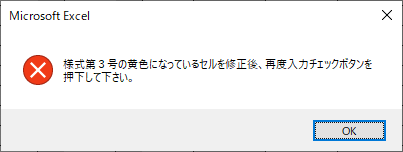 Microsoft Excel
様式第３号の黄色になっているセルを修正後、再度入力チェックボタンを
押下して下さい。
OK